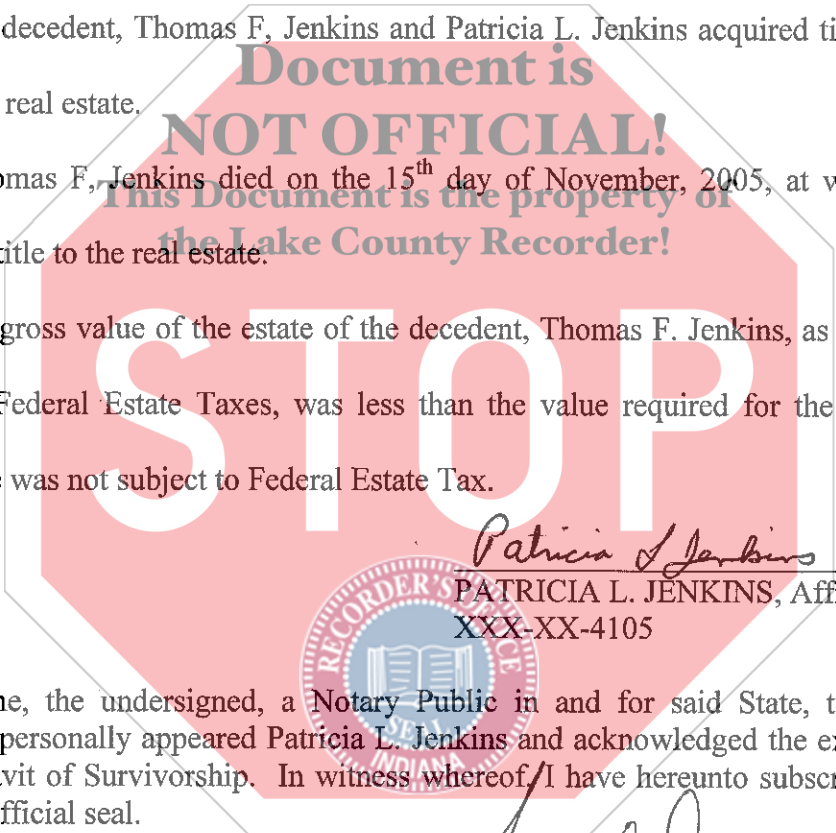 decedent, Thomas F, Jenkins and Patricia L. Jenkins acquired
Document is
real estate.
NOT OFFICIAL!
Thomas F, Jenkins died on the 15th day of November, 2005, at
This Document is the property of
title to the real estate.
the Lake County Recorder!
gross value of the estate of the decedent, Thomas F. Jenkins, as
STOP
Federal Estate Taxes, was less than the value required for the
was not subject to Federal Estate Tax.
Patricia L Jenkins
PATRICIA L. JENKINS, Aff
XXX-XX-4105
RECORDER'S OFFICE
SEAL
INDIANA
me, the undersigned, a Notary Public in and for said State,
personally appeared Patricia L. Jenkins and acknowledged the
vit of Survivorship. In witness whereof, I have hereunto
fficial seal.